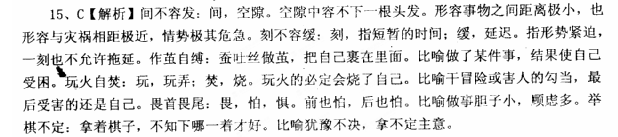 15、C【解析】间不容发：间，空隙。空隙中容不下一根头发。形容事物之间距离极小，也
形容与灾祸相距极近，情势极其危急。刻不容缓：刻，指短暂的时间；缓，延迟。指形势紧迫，
一刻也不允许拖延。作茧自缚：蚕吐丝做茧，把自己裹在里面。比喻做了某件事，结果使自己
受困。玩火自焚：玩，玩弄；焚，烧。玩火的必定会烧了自己。比喻干冒险或害人的勾当，最
后受害的还是自己。畏首畏尾：畏，怕，惧。前也怕，后也怕。比喻做事胆子小，顾虑多。举
棋不定：拿着棋子，不知下哪一着才好。比喻犹豫不决，拿不定主意。